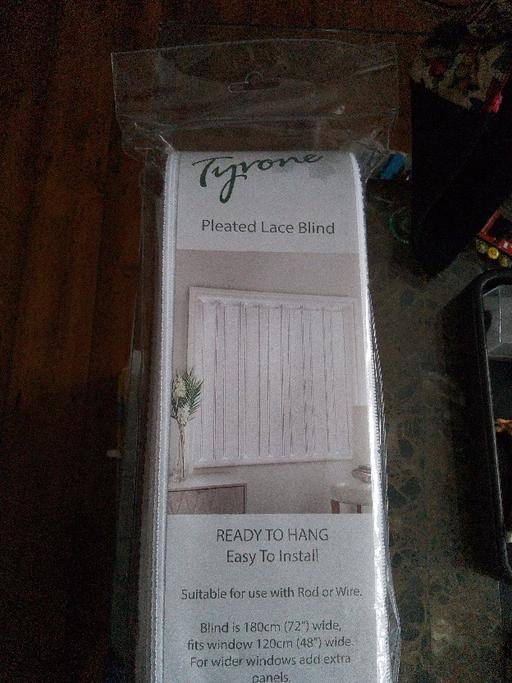 Tyrone
Pleated Lace Blind
READY TO HANG
Easy To Install
Suitable for use with Rod or Wire.
Blind is 180cm (72") wide,
fits window 120cm (48") wide.
For wider windows add extra
panels.